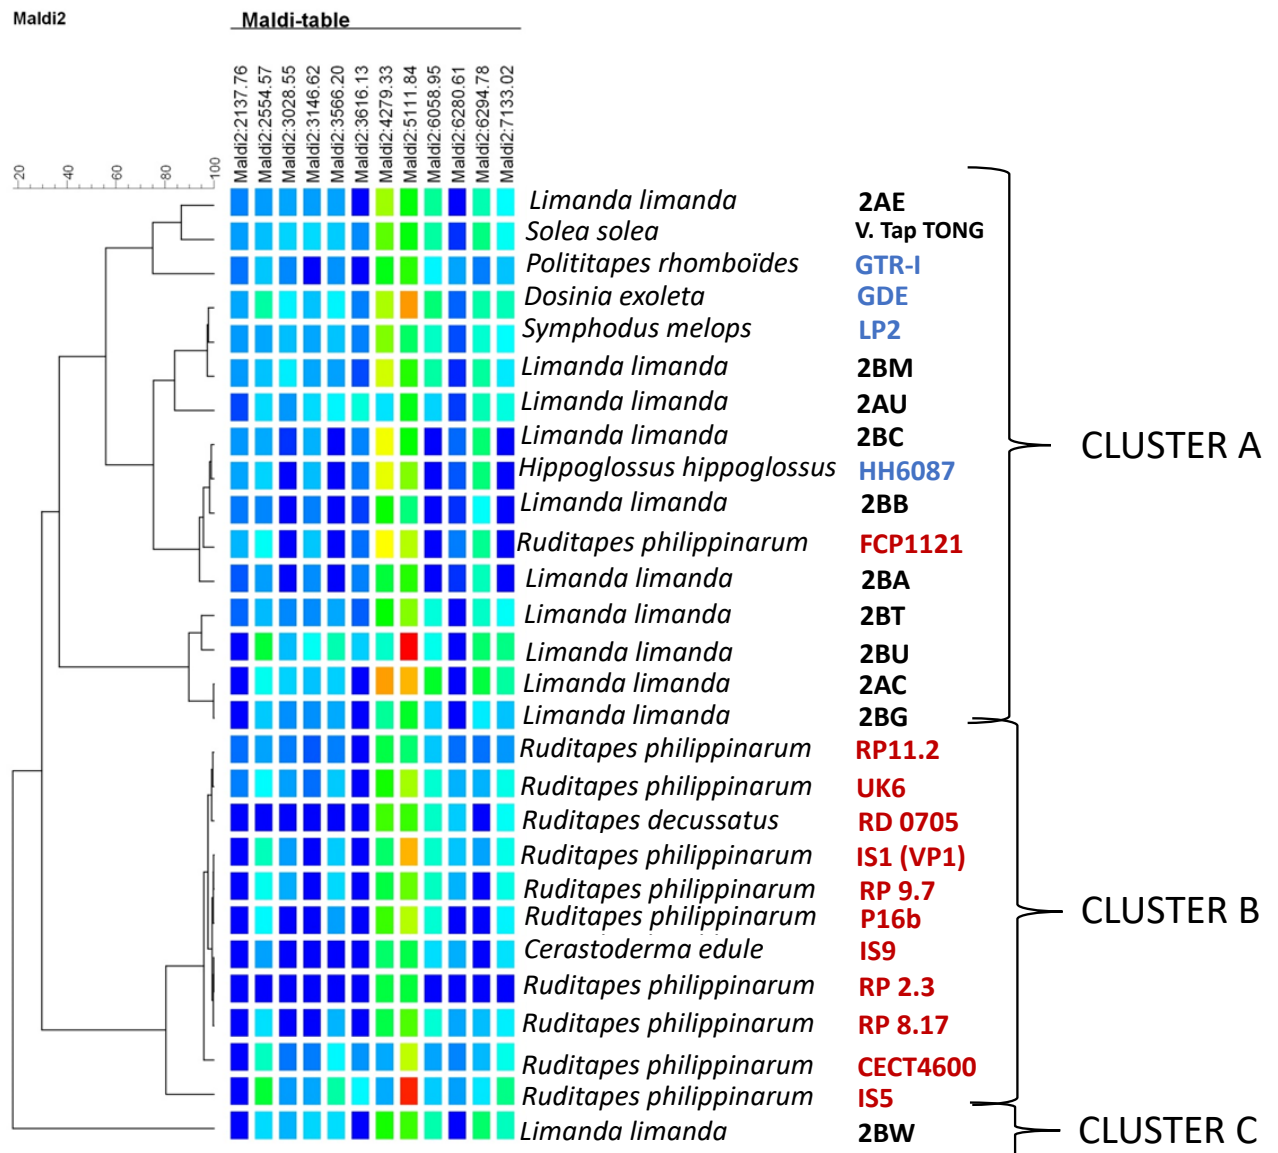 Maldi2
Maldi-table
Maldi2:2137.76
Maldi2:2554.57
Maldi2:3028.55
Maldi2:3146.62
Maldi2:3566.20
Maldi2:3616.13
Maldi2:4279.33
Maldi2:5111.84
Maldi2:6058.95
Maldi2:6280.61
Maldi2:6294.78
Maldi2:7133.02
20 40 60 80 100
Limanda limanda 2AE
Solea solea V. Tap TONG
Polititapes rhomboïdes GTR-I
Dosinia exoleta GDE
Symphodus melops LP2
Limanda limanda 2BM
Limanda limanda 2AU
Limanda limanda 2BC
CLUSTER A
Hippoglossus hippoglossus HH6087
Limanda limanda 2BB
Ruditapes philippinarum FCP1121
Limanda limanda 2BA
Limanda limanda 2BT
Limanda limanda 2BU
Limanda limanda 2AC
Limanda limanda 2BG
Ruditapes philippinarum RP11.2
Ruditapes philippinarum UK6
Ruditapes decussatus RD 0705
Ruditapes philippinarum IS1 (VP1)
Ruditapes philippinarum RP 9.7
Ruditapes philippinarum P16b
CLUSTER B
Cerastoderma edule IS9
Ruditapes philippinarum RP 2.3
Ruditapes philippinarum RP 8.17
Ruditapes philippinarum CECT4600
Ruditapes philippinarum IS5
Limanda limanda 2BW
CLUSTER C